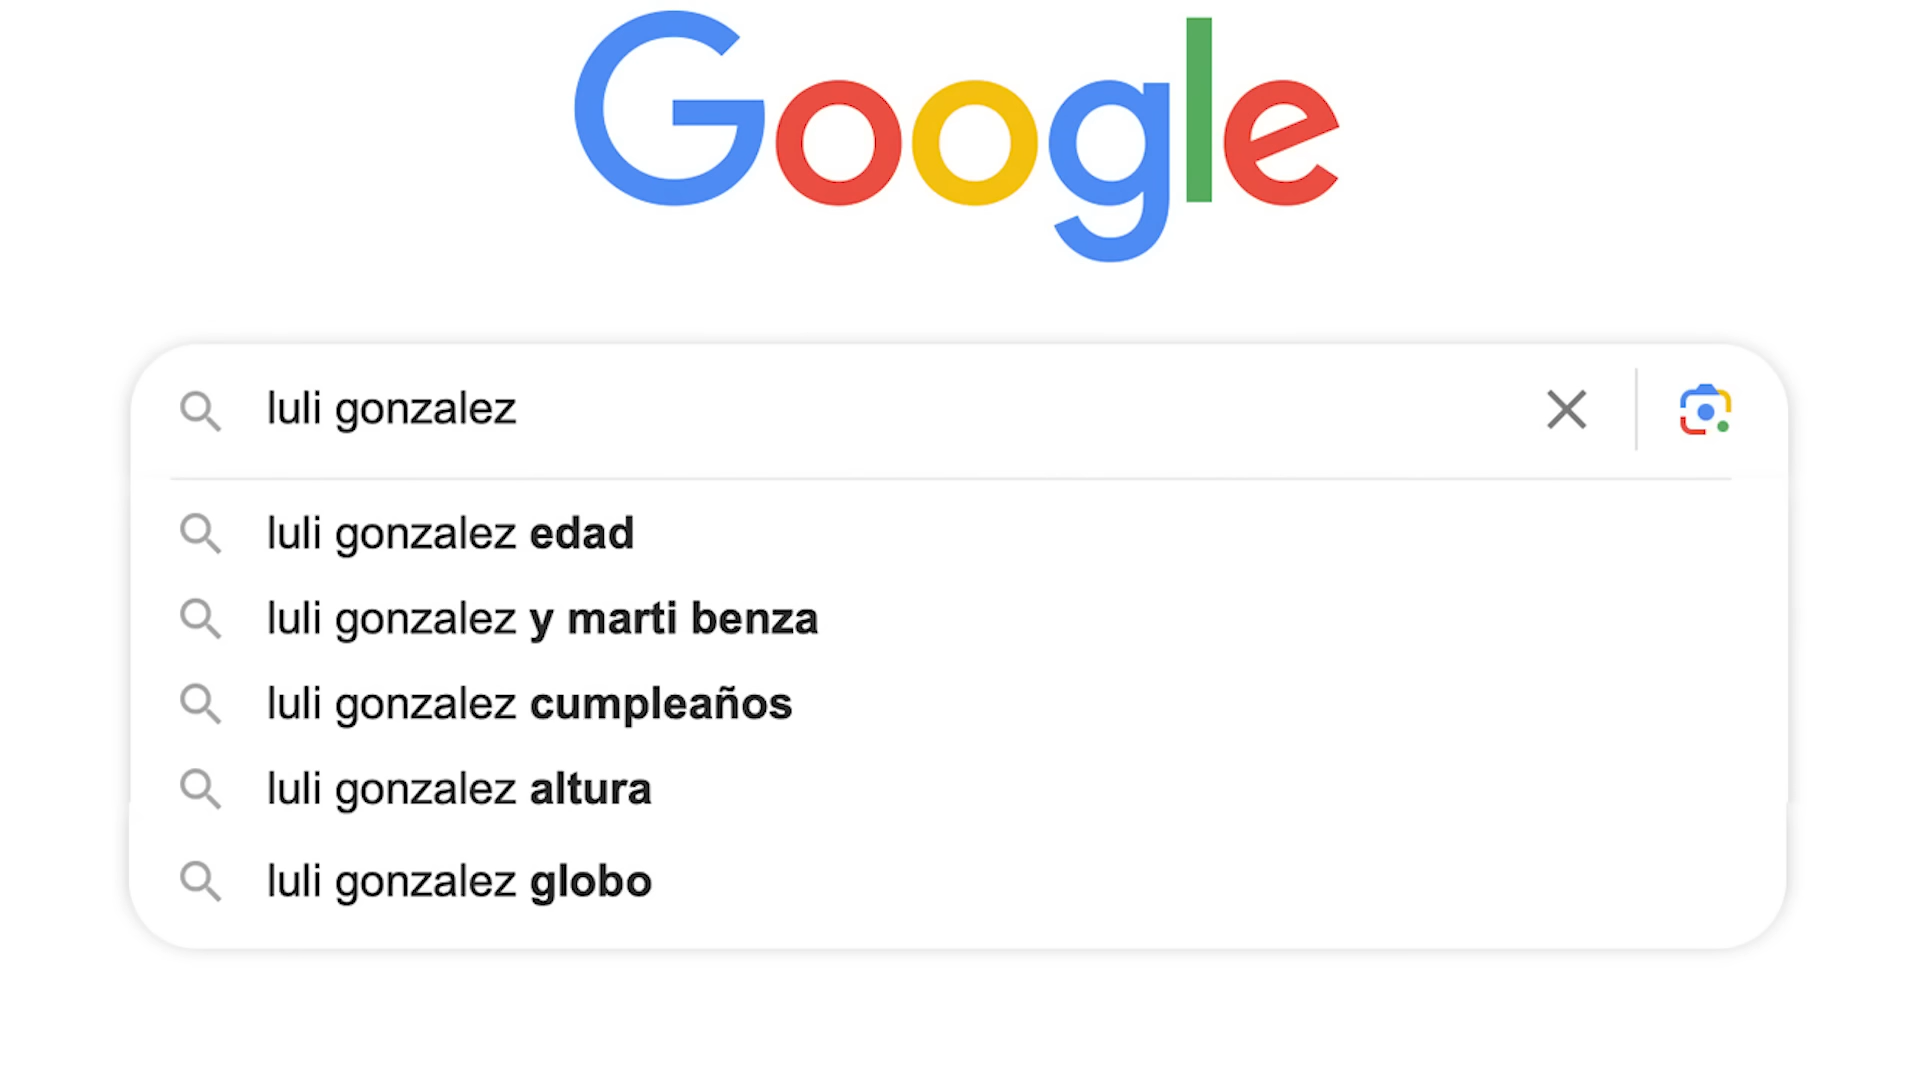 Google
luli gonzalez
luli gonzalez edad
luli gonzalez y marti benza
luli gonzalez cumpleaños
luli gonzalez altura
luli gonzalez globo